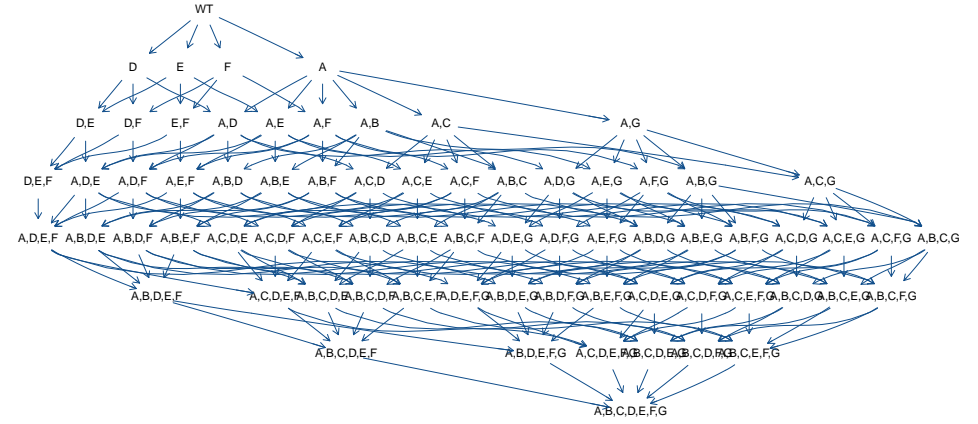 WT
D E F A
D,E D,F E,F A,D A,E A,F A,B A,C A,G
D,E,F A,D,E A,D,F A,E,F A,B,D A,B,E A,B,F A,C,D A,C,E A,C,F A,B,C A,D,G A,E,G A,F,G A,B,G A,C,G
A,D,E,F A,B,D,E A,B,D,F A,B,E,F A,C,D,E A,C,D,F A,C,E,F A,B,C,D A,B,C,E A,B,C,F A,D,E,G A,D,F,G A,E,F,G A,B,D,G A,B,E,G A,B,F,G A,C,D,G A,C,E,G A,C,F,G A,B,C,G
A,B,D,E,F A,C,D,E,F A,B,C,D,E A,B,C,D,F A,B,C,E,F A,D,E,F,G A,B,D,E,G A,B,D,F,G A,B,E,F,G A,C,D,E,G A,C,D,F,G A,C,E,F,G A,B,C,D,G A,B,C,E,G A,B,C,F,G
A,B,C,D,E,F A,B,D,E,F,G A,C,D,E,F,G A,B,C,D,E,G A,B,C,D,F,G A,B,C,E,F,G
A,B,C,D,E,F,G